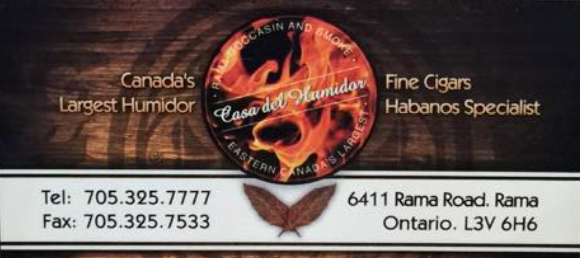 Canada's
Largest Humidor
RAMA MOCCASIN AND SMOKE
Casa del Humidor
EASTERN CANADA'S LARGEST
Fine Cigars
Habanos Specialist
Tel: 705.325.7777
Fax: 705.325.7533
6411 Rama Road. Rama
Ontario. L3V 6H6